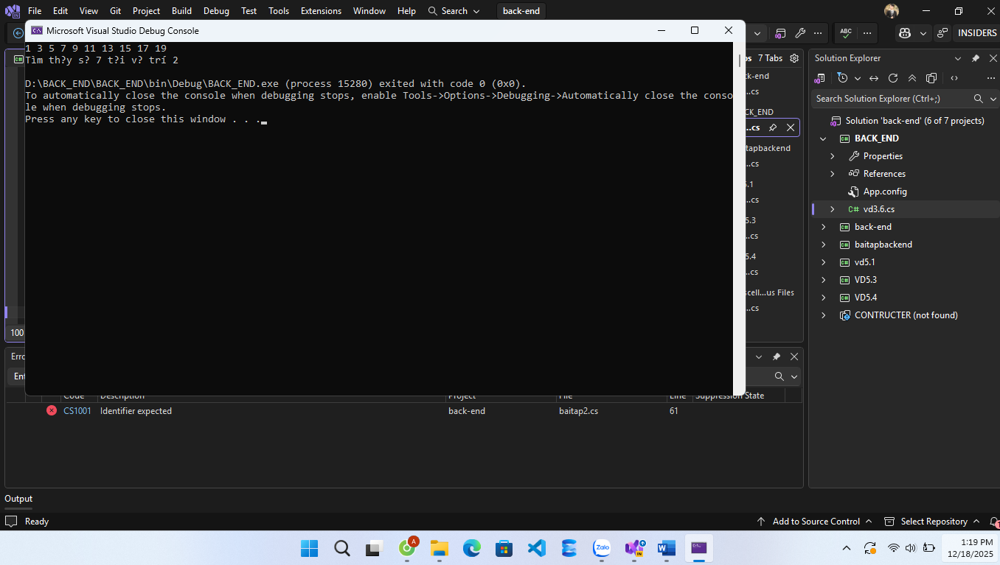 File Edit View Git Project Build Debug Test Tools Extensions Window Help Search back-end
Microsoft Visual Studio Debug Console
INSIDERS
ABC
1 3 5 7 9 11 13 15 17 19
Tìm th?y s? 7 t?i v? trí 2
D:\BACK_END\BACK_END\bin\Debug\BACK_END.exe (process 15280) exited with code 0 (0x0).
To automatically close the console when debugging stops, enable Tools->Options->Debugging->Automatically close the conso
le when debugging stops.
Press any key to close this window . . .
7 Tabs
ck-end
..cs
CK_END
..cs
tapbackend
..cs
5.1
..cs
5.3
..cs
5.4
..cs
scell...us Files
..cs
Solution Explorer
Search Solution Explorer (Ctrl+;)
Solution 'back-end' (6 of 7 projects)
BACK_END
Properties
References
App.config
C# vd3.6.cs
back-end
baitapbackend
vd5.1
VD5.3
VD5.4
CONTRUCTER (not found)
100
Erro
Ent
Code Description Project File Line Suppression State
CS1001 Identifier expected back-end baitap2.cs 61
Output
Ready
Add to Source Control Select Repository
Zalo
1:19 PM
12/18/2025